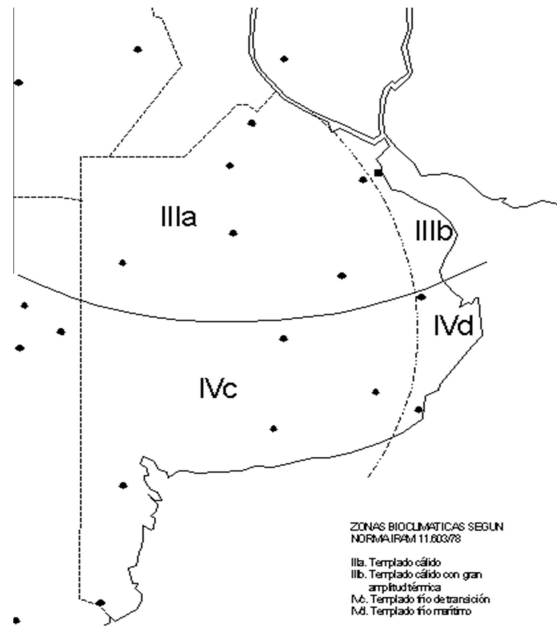 IIIa
IIIb
IVd
IVc
ZONAS BIOCLIMATICAS SEGUN
NORMA IRAM 11.603/78
IIIa. Templado cálido
IIIb. Templado cálido con gran
amplitud térmica
IVc. Templado frío de transición
IVd. Templado frío marítimo